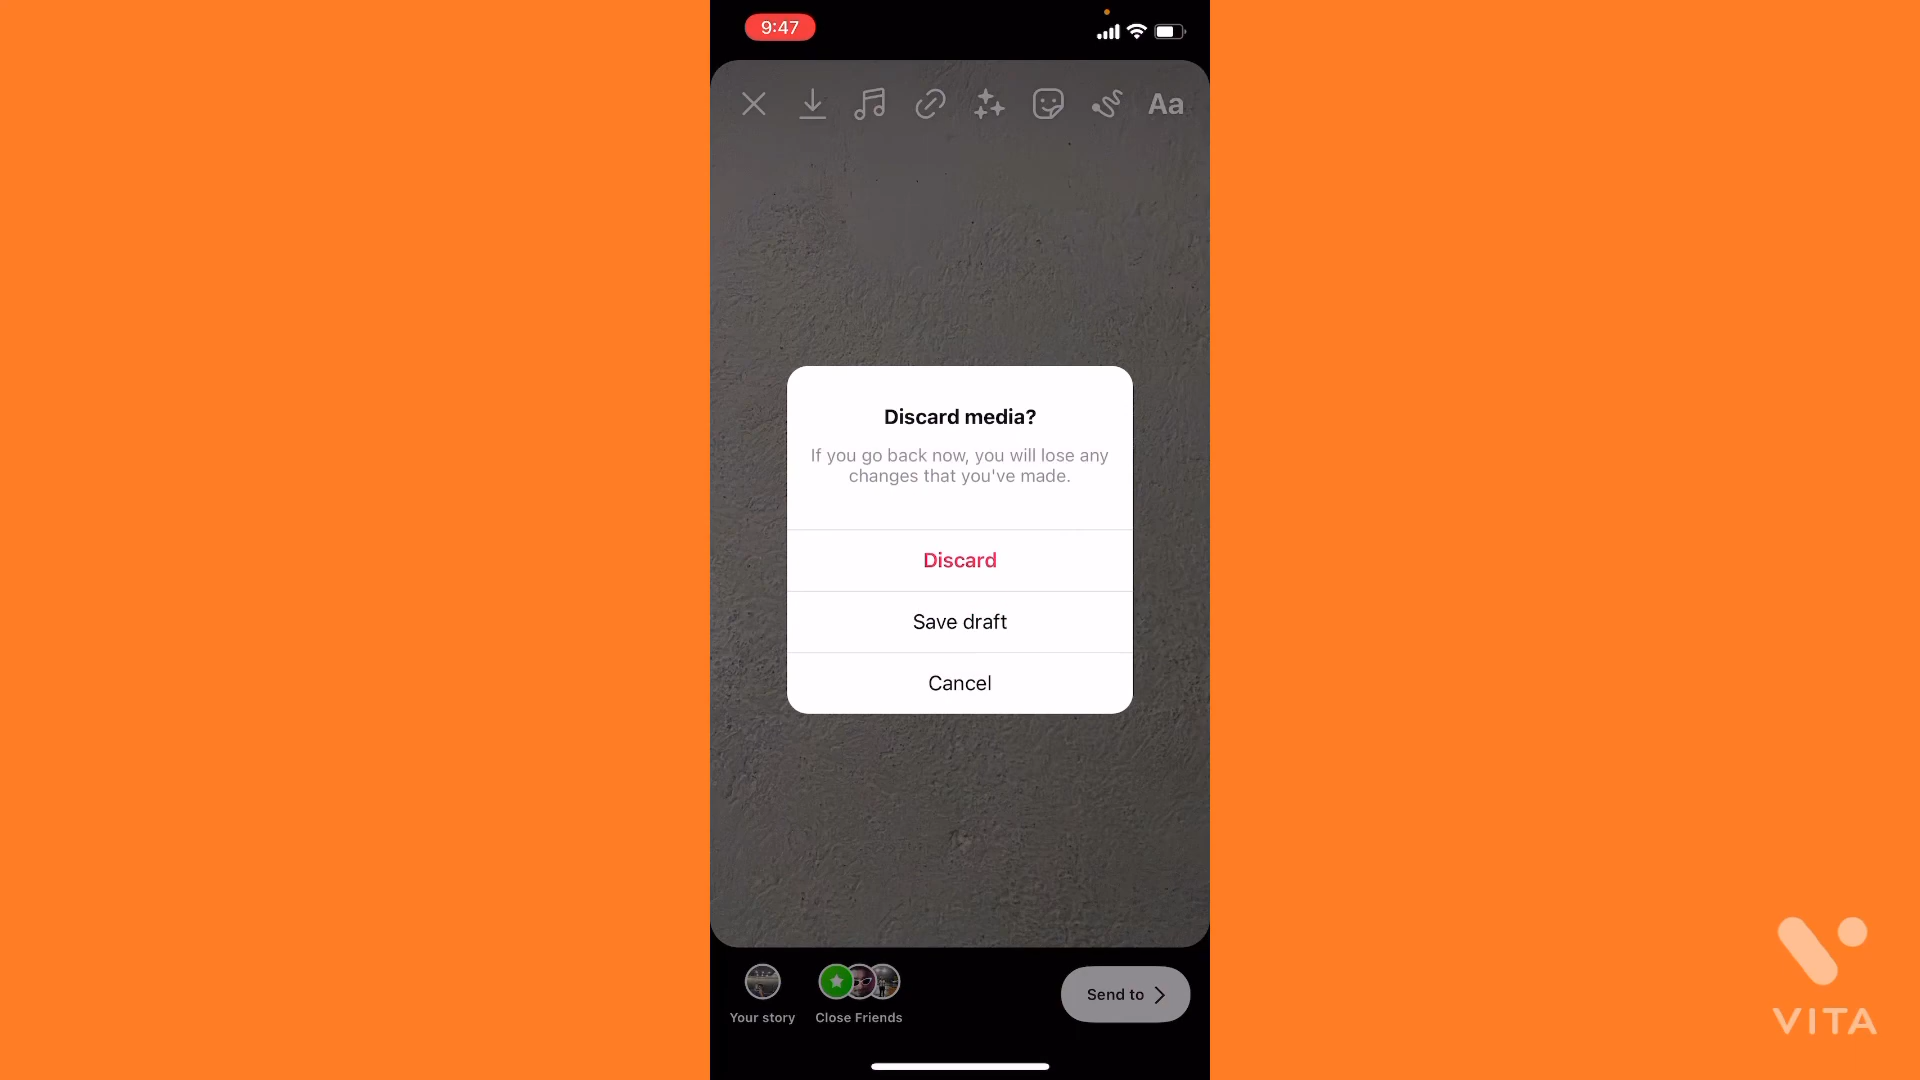 9:47
Aa
Discard media?
If you go back now, you will lose any
changes that you've made.
Discard
Save draft
Cancel
Your story
Close Friends
Send to
VITA